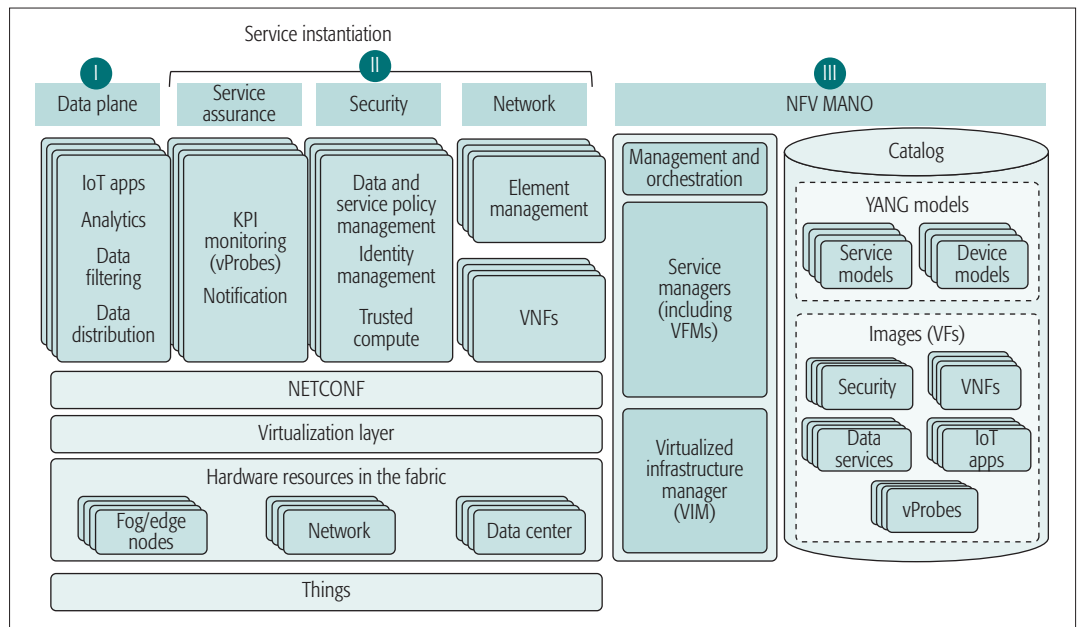 Service instantiation
I
II
III
Data plane
Service
assurance
Security
Network
NFV MANO
IoT apps
Analytics
Data
filtering
Data
distribution
KPI
monitoring
(vProbes)
Notification
Data and
service policy
management
Identity
management
Trusted
compute
Element
management
VNFs
NETCONF
Virtualization layer
Hardware resources in the fabric
Fog/edge
nodes
Network
Data center
Things
Management and
orchestration
Service
managers
(including
VFMs)
Virtualized
infrastructure
manager
(VIM)
Catalog
YANG models
Service
models
Device
models
Images (VFs)
Security
VNFs
Data
services
IoT
apps
vProbes